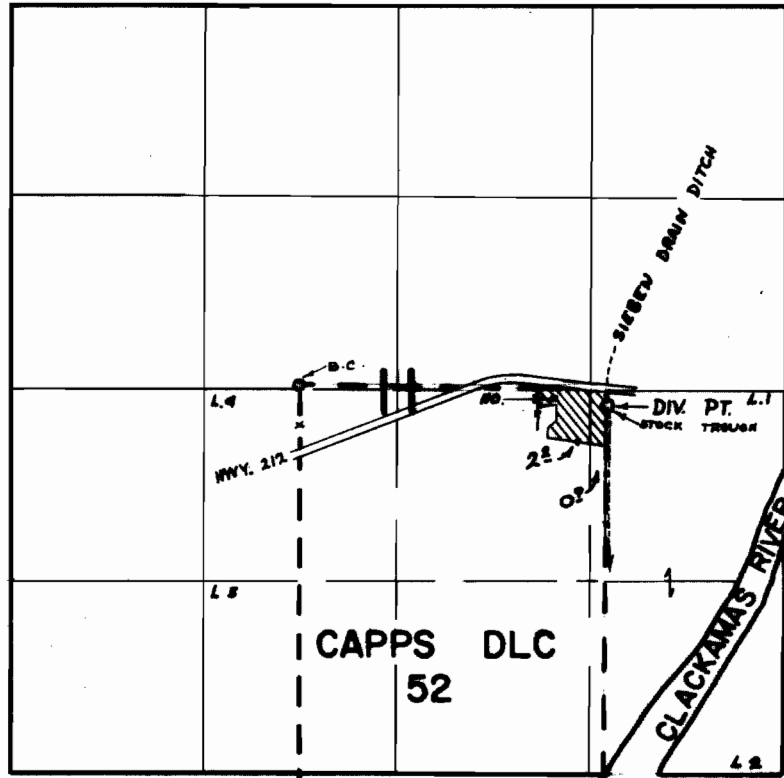 SIEBEN DRAIN DITCH
B.C.
L.4
NO.
L.1
DIV. PT.
STOCK TROUGH
HWY. 212
2.2
L 3
CAPPS DLC
52
CLACKAMAS RIVER
L 2